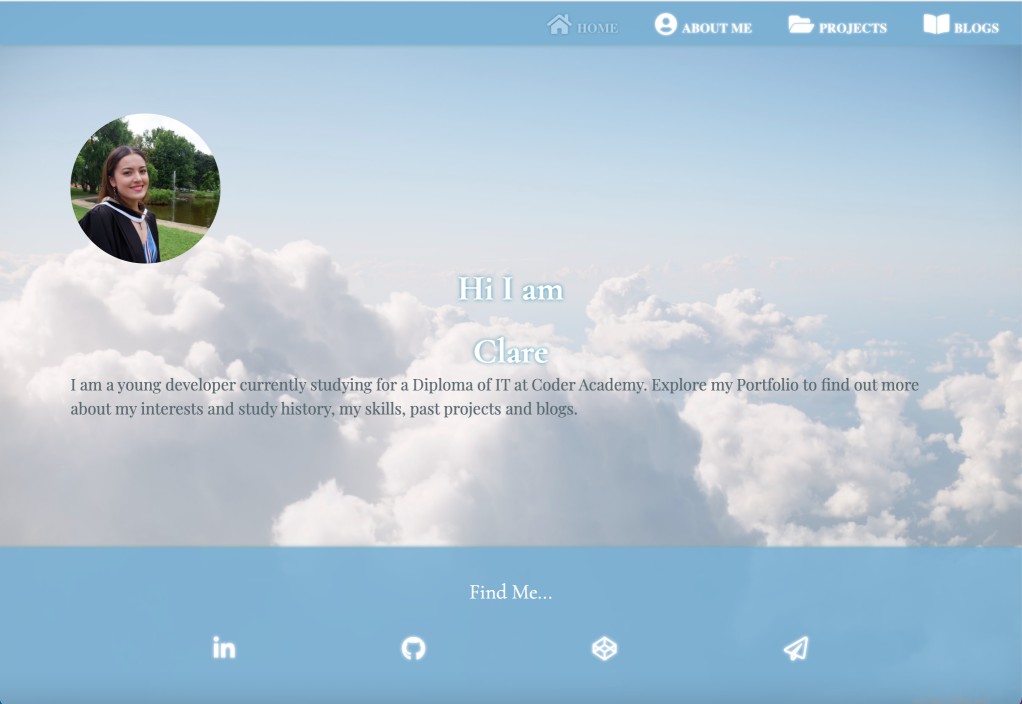 HOME
ABOUT ME
PROJECTS
BLOGS
Hi I am
Clare
I am a young developer currently studying for a Diploma of IT at Coder Academy. Explore my Portfolio to find out more
about my interests and study history, my skills, past projects and blogs.
Find Me...
in